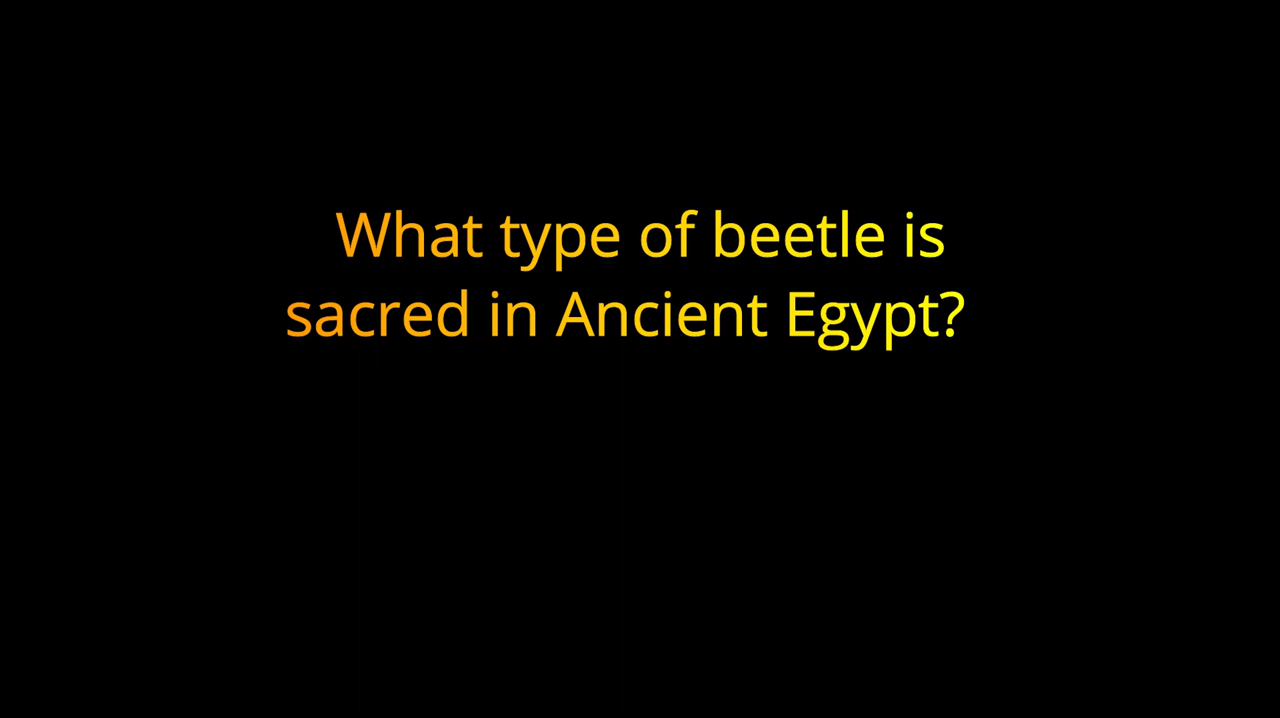 What type of beetle is
sacred in Ancient Egypt?